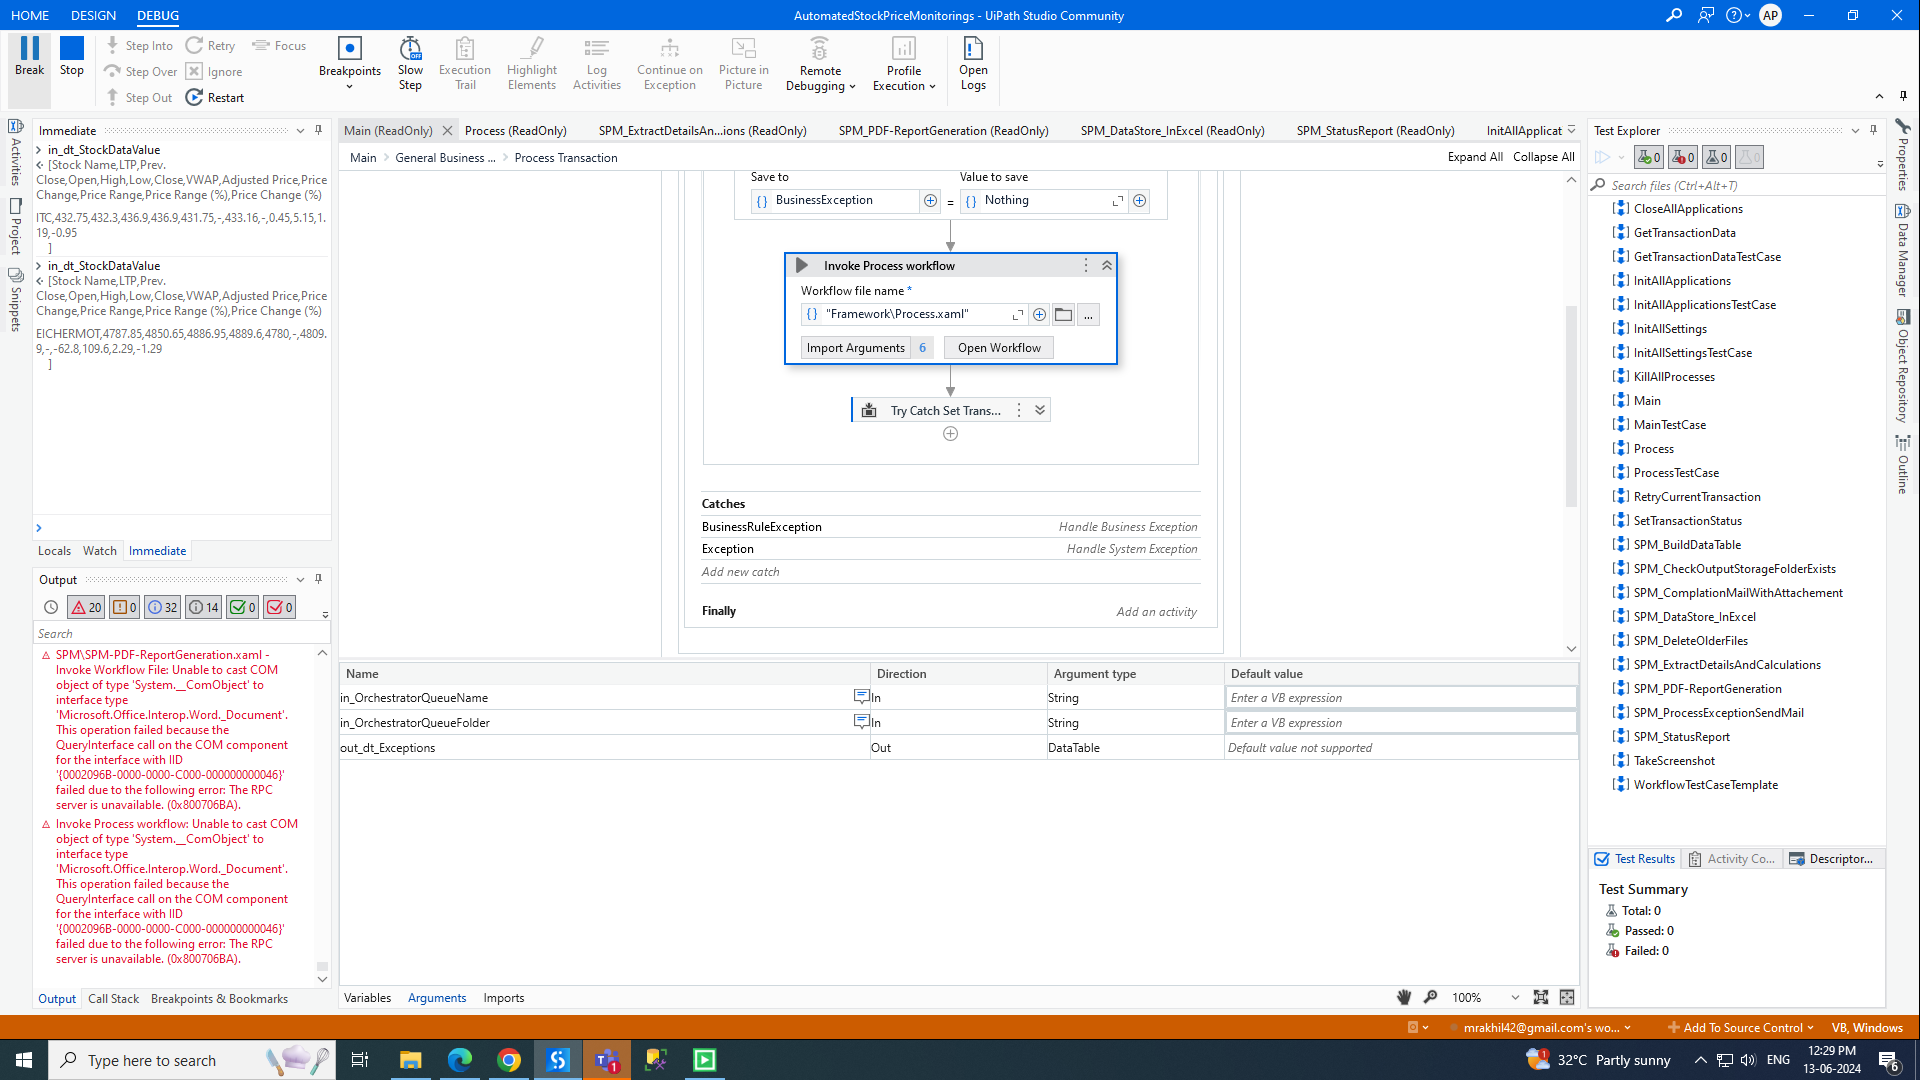 HOME DESIGN DEBUG
AutomatedStockPriceMonitorings - UiPath Studio Community
AP
Break
Stop
Step Into
Step Over
Step Out
Retry
Ignore
Restart
Focus
Breakpoints
Slow Step
Execution Trail
Highlight Elements
Log Activities
Continue on Exception
Picture in Picture
Remote Debugging
Profile Execution
Open Logs
Activities
Project
Snippets
Immediate
in_dt_StockDataValue
[Stock Name,LTP,Prev.
Close,Open,High,Low,Close,VWAP,Adjusted Price,Price
Change,Price Range,Price Range (%),Price Change (%)
ITC,432.75,432.3,436.9,436.9,431.75,-,433.16,-,0.45,5.15,1.
19,-0.95
]
in_dt_StockDataValue
[Stock Name,LTP,Prev.
Close,Open,High,Low,Close,VWAP,Adjusted Price,Price
Change,Price Range,Price Range (%),Price Change (%)
EICHERMOT,4787.85,4850.65,4886.95,4889.6,4780,-,4809.
9,-,-62.8,109.6,2.29,-1.29
]
Locals Watch Immediate
Output
20 0 32 14 0 0
Search
SPM\SPM-PDF-ReportGeneration.xaml -
Invoke Workflow File: Unable to cast COM
object of type 'System.__ComObject' to
interface type
'Microsoft.Office.Interop.Word._Document'.
This operation failed because the
QueryInterface call on the COM component
for the interface with IID
'{0002096B-0000-0000-C000-000000000046}'
failed due to the following error: The RPC
server is unavailable. (0x800706BA).
Invoke Process workflow: Unable to cast COM
object of type 'System.__ComObject' to
interface type
'Microsoft.Office.Interop.Word._Document'.
This operation failed because the
QueryInterface call on the COM component
for the interface with IID
'{0002096B-0000-0000-C000-000000000046}'
failed due to the following error: The RPC
server is unavailable. (0x800706BA).
Output Call Stack Breakpoints & Bookmarks
Main (ReadOnly) Process (ReadOnly) SPM_ExtractDetailsAn...ions (ReadOnly) SPM_PDF-ReportGeneration (ReadOnly) SPM_DataStore_InExcel (ReadOnly) SPM_StatusReport (ReadOnly) InitAllApplicat
Main General Business ... Process Transaction
Expand All Collapse All
Save to Value to save
BusinessException = Nothing
Invoke Process workflow
Workflow file name *
"Framework\Process.xaml" ...
Import Arguments 6 Open Workflow
Try Catch Set Trans...
Catches
BusinessRuleException Handle Business Exception
Exception Handle System Exception
Add new catch
Finally Add an activity
Name Direction Argument type Default value
in_OrchestratorQueueName In String Enter a VB expression
in_OrchestratorQueueFolder In String Enter a VB expression
out_dt_Exceptions Out DataTable Default value not supported
Variables Arguments Imports
100%
Test Explorer
0 0 0 0
Search files (Ctrl+Alt+T)
CloseAllApplications
GetTransactionData
GetTransactionDataTestCase
InitAllApplications
InitAllApplicationsTestCase
InitAllSettings
InitAllSettingsTestCase
KillAllProcesses
Main
MainTestCase
Process
ProcessTestCase
RetryCurrentTransaction
SetTransactionStatus
SPM_BuildDataTable
SPM_CheckOutputStorageFolderExists
SPM_ComplationMailWithAttachement
SPM_DataStore_InExcel
SPM_DeleteOlderFiles
SPM_ExtractDetailsAndCalculations
SPM_PDF-ReportGeneration
SPM_ProcessExceptionSendMail
SPM_StatusReport
TakeScreenshot
WorkflowTestCaseTemplate
Test Results Activity Co... Descriptor...
Test Summary
Total: 0
Passed: 0
Failed: 0
Properties
Data Manager
Object Repository
Outline
mrakhil42@gmail.com's wo... Add To Source Control VB, Windows
Type here to search
1
1
32°C Partly sunny
ENG
12:29 PM
13-06-2024
6